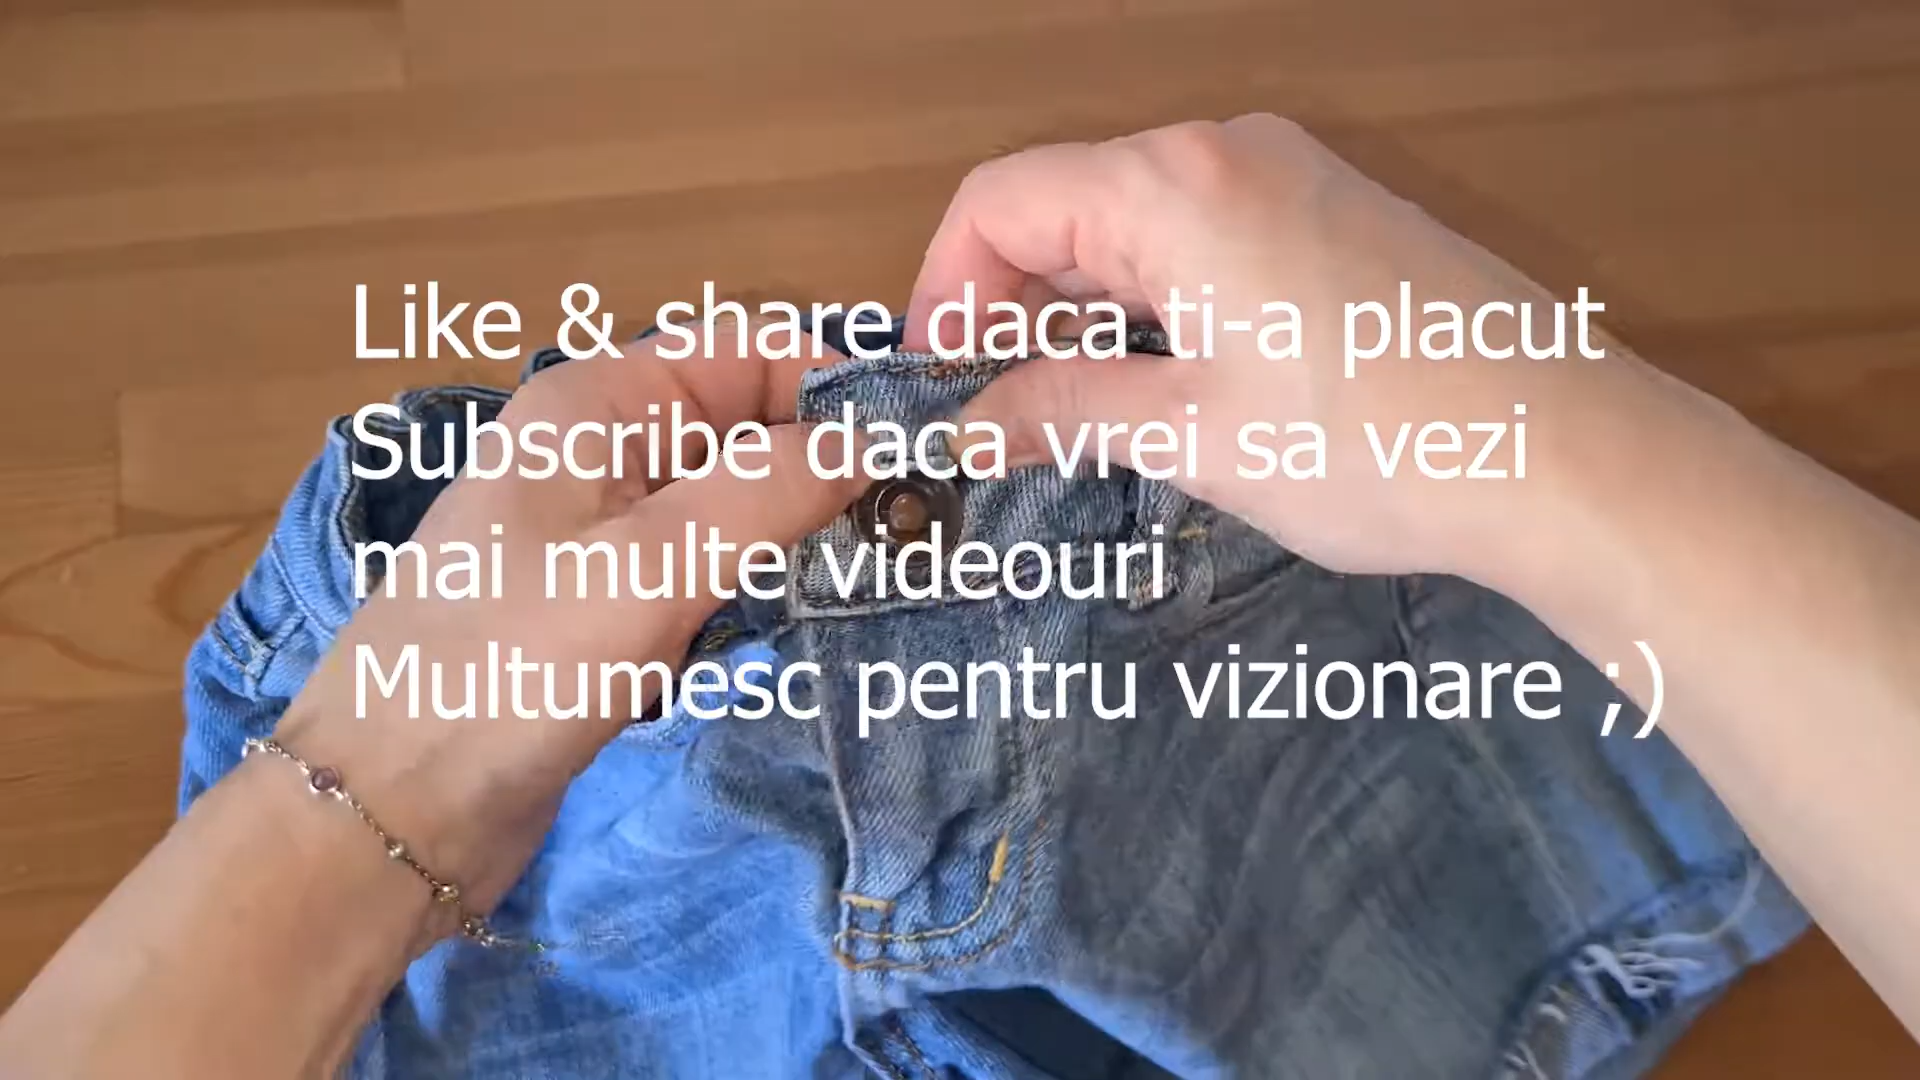 Like & share daca ti-a placut
Subscribe daca vrei sa vezi
mai multe videouri
Multumesc pentru vizionare ;)